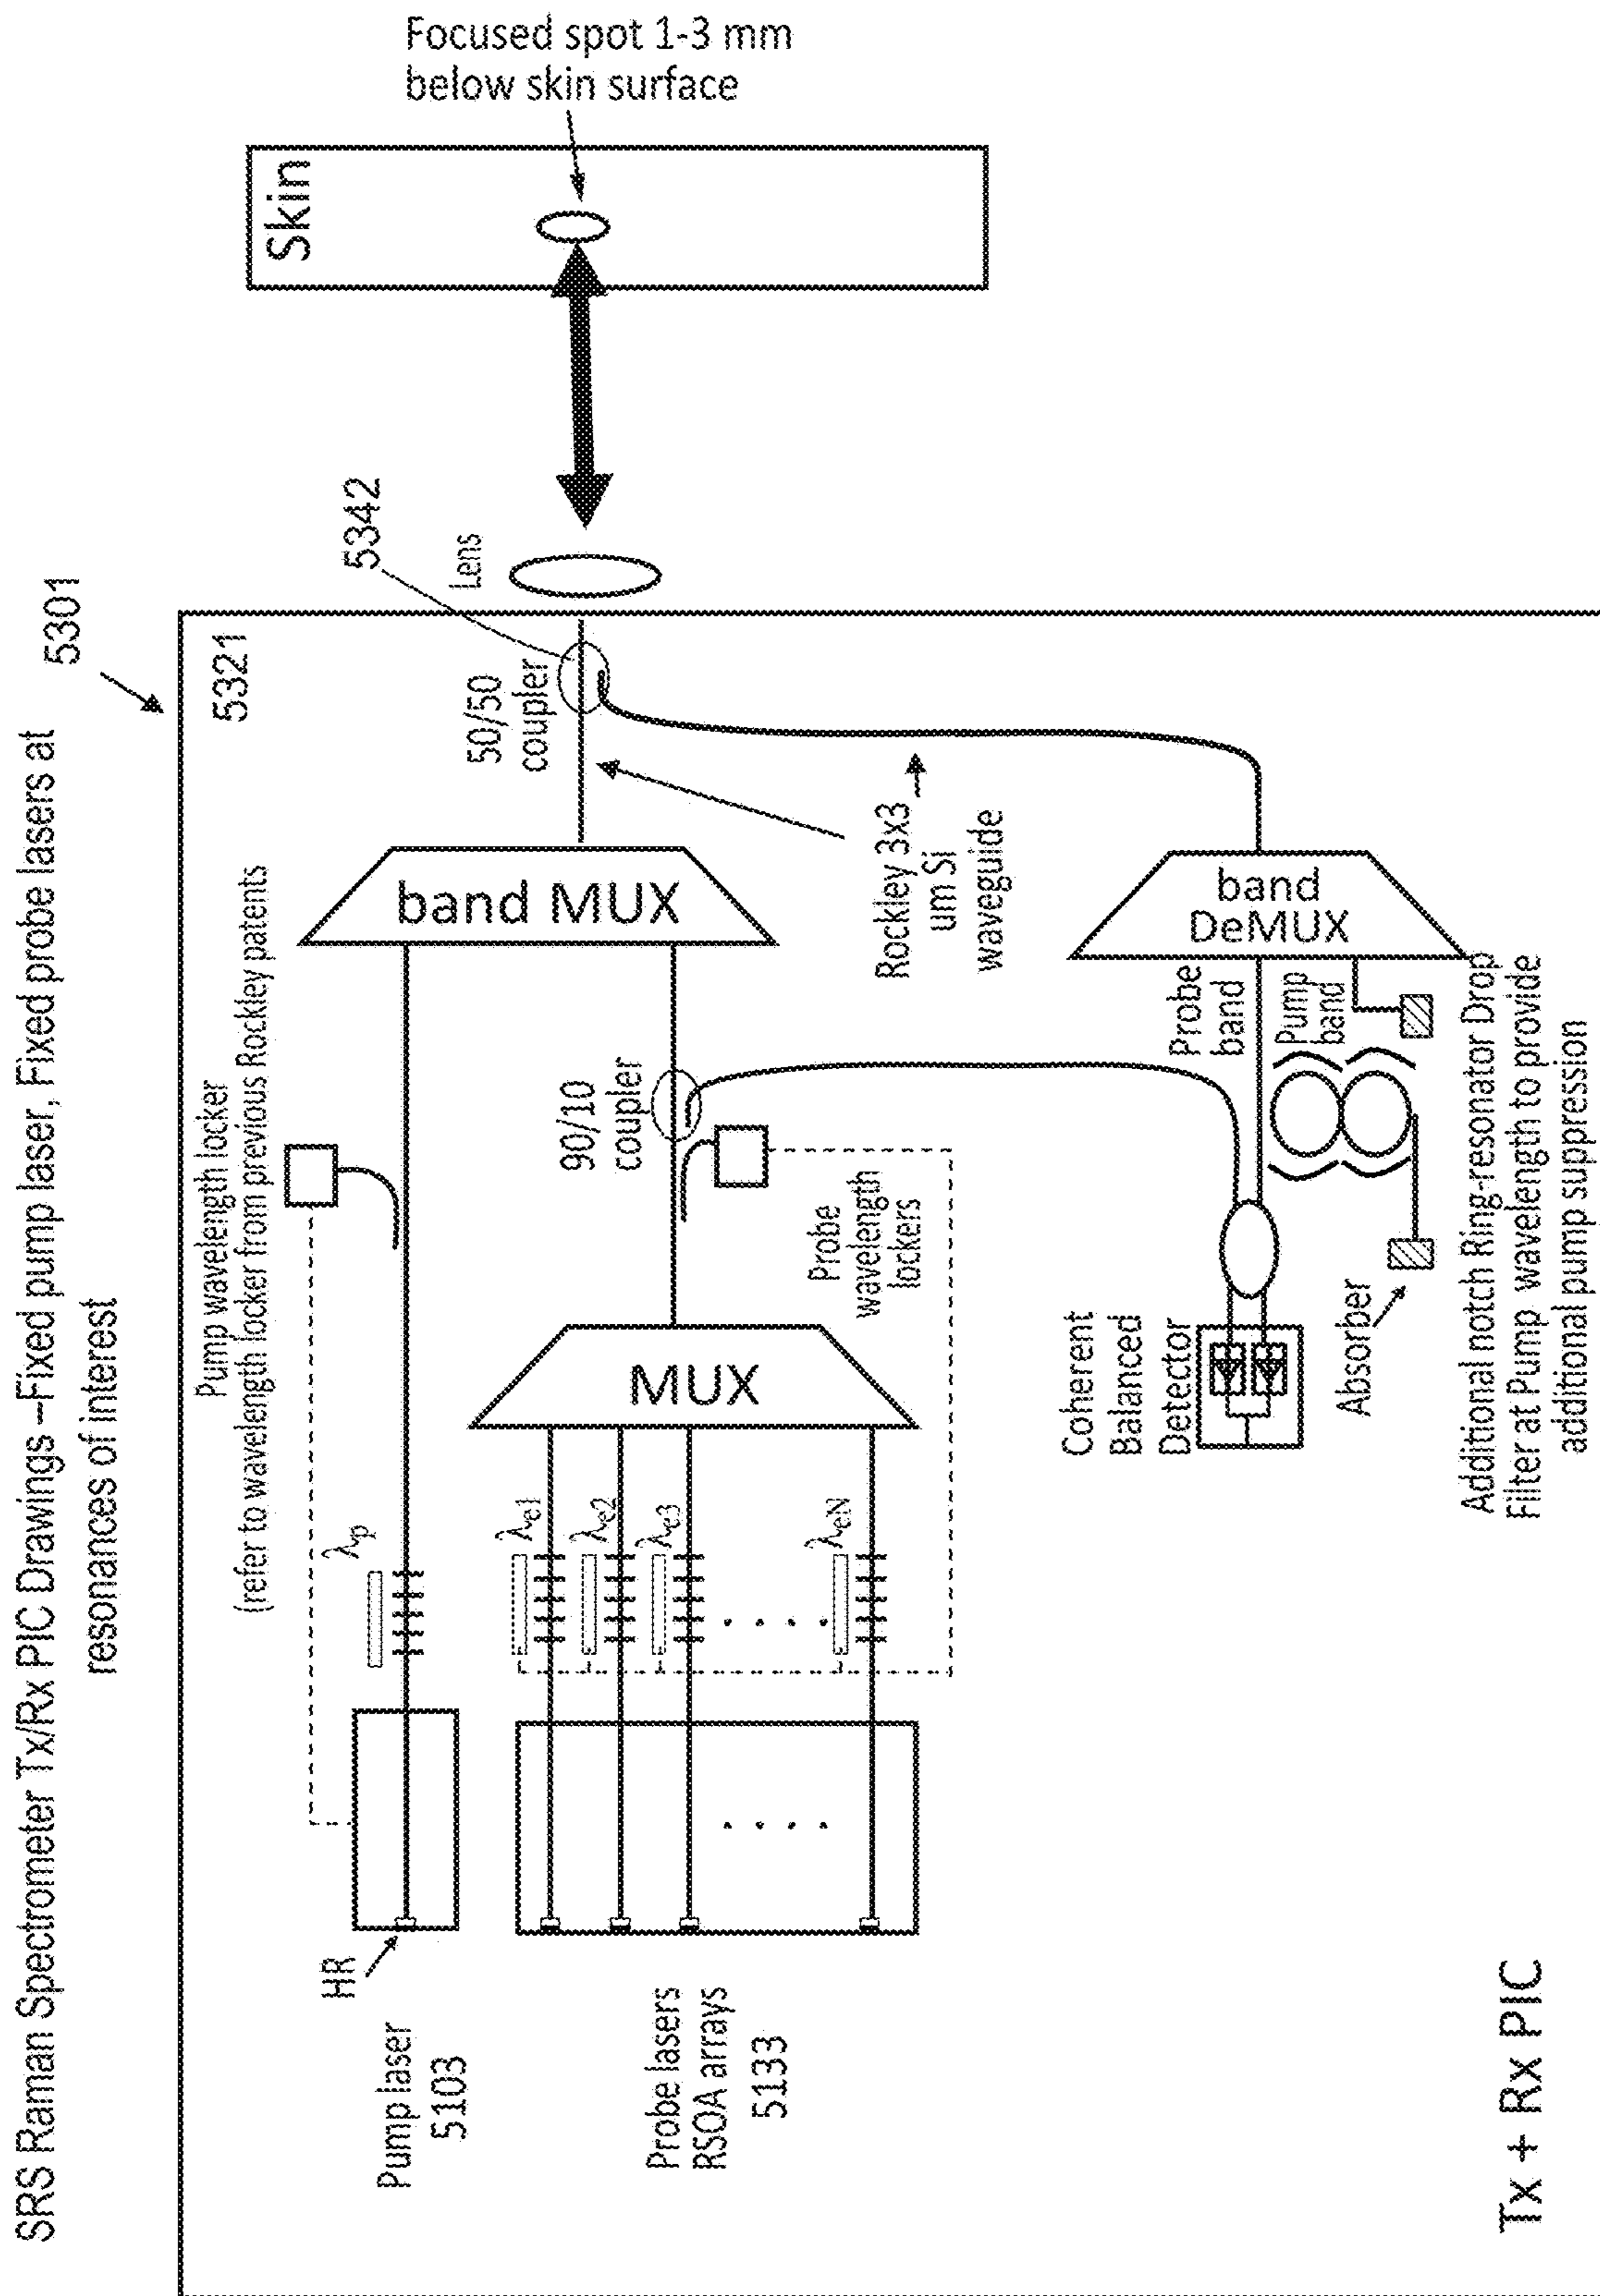 SRS Raman Spectrometer Tx/Rx PIC Drawings –Fixed pump laser, Fixed probe lasers at
resonances of interest
5301
5321
Focused spot 1-3 mm
below skin surface
Skin
5342
Lens
50/50
coupler
Pump wavelength locker
(refer to wavelength locker from previous Rockley patents
band MUX
90/10
coupler
Rockley 3x3
um Si
waveguide
λp
HR
Pump laser
5103
λe1
λe2
λe3
λeN
MUX
Probe
wavelength
lockers
Probe lasers
RSOA arrays
5133
band
DeMUX
Probe
band
Pump
band
Coherent
Balanced
Detector
Absorber
Additional notch Ring-resonator Drop
Filter at Pump wavelength to provide
additional pump suppression
Tx + Rx PIC